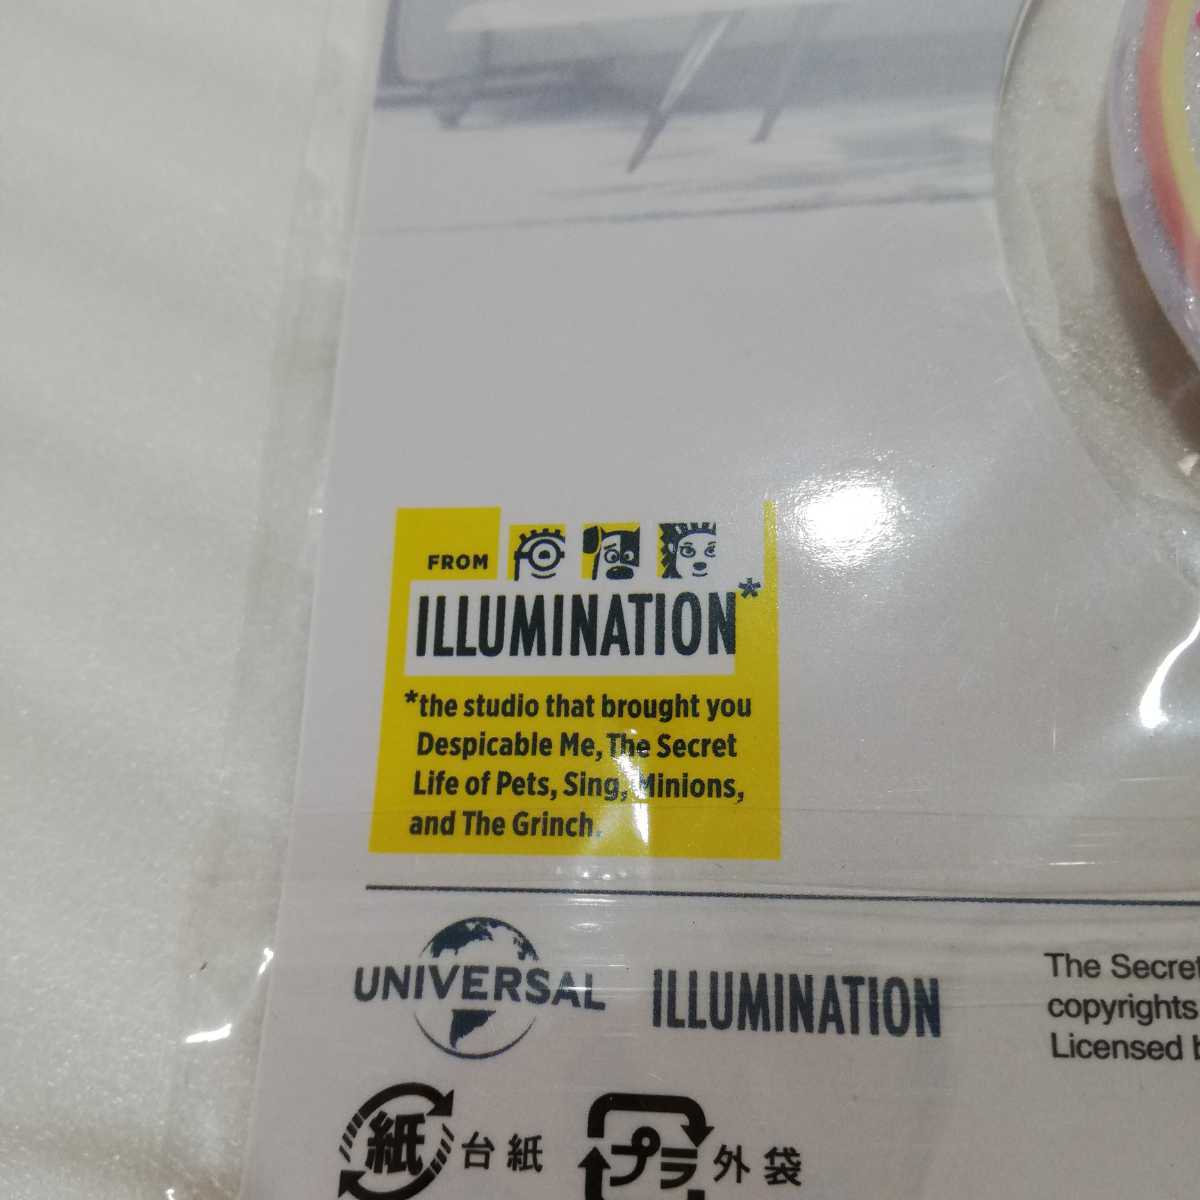 FROM
ILLUMINATION*
*the studio that brought you
Despicable Me, The Secret
Life of Pets, Sing, Minions,
and The Grinch.
UNIVERSAL
ILLUMINATION
The Secret
copyrights
Licensed
紙 台紙
プラ 外袋